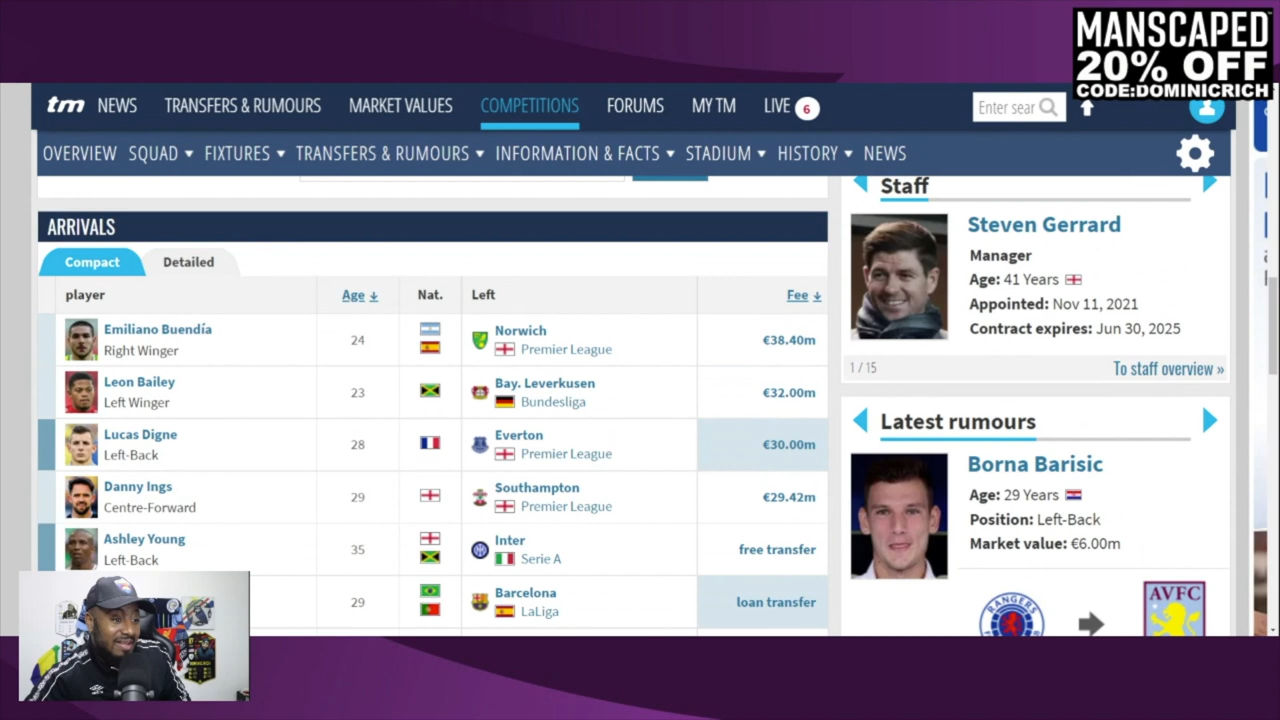 MANSCAPED
20% OFF
CODE:DOMINICRICH
tm NEWS TRANSFERS & RUMOURS MARKET VALUES COMPETITIONS FORUMS MY TM LIVE 6 Enter sear
OVERVIEW SQUAD FIXTURES TRANSFERS & RUMOURS INFORMATION & FACTS STADIUM HISTORY NEWS
ARRIVALS
Compact Detailed
player Age Nat. Left Fee
Emiliano Buendía
Right Winger
24
Norwich
Premier League
€38.40m
Leon Bailey
Left Winger
23
Bay. Leverkusen
Bundesliga
€32.00m
Lucas Digne
Left-Back
28
Everton
Premier League
€30.00m
Danny Ings
Centre-Forward
29
Southampton
Premier League
€29.42m
Ashley Young
Left-Back
35
Inter
Serie A
free transfer
29
Barcelona
LaLiga
loan transfer
Staff
Steven Gerrard
Manager
Age: 41 Years
Appointed: Nov 11, 2021
Contract expires: Jun 30, 2025
1 / 15
To staff overview »
Latest rumours
Borna Barisic
Age: 29 Years
Position: Left-Back
Market value: €6.00m
RANGERS
AVFC